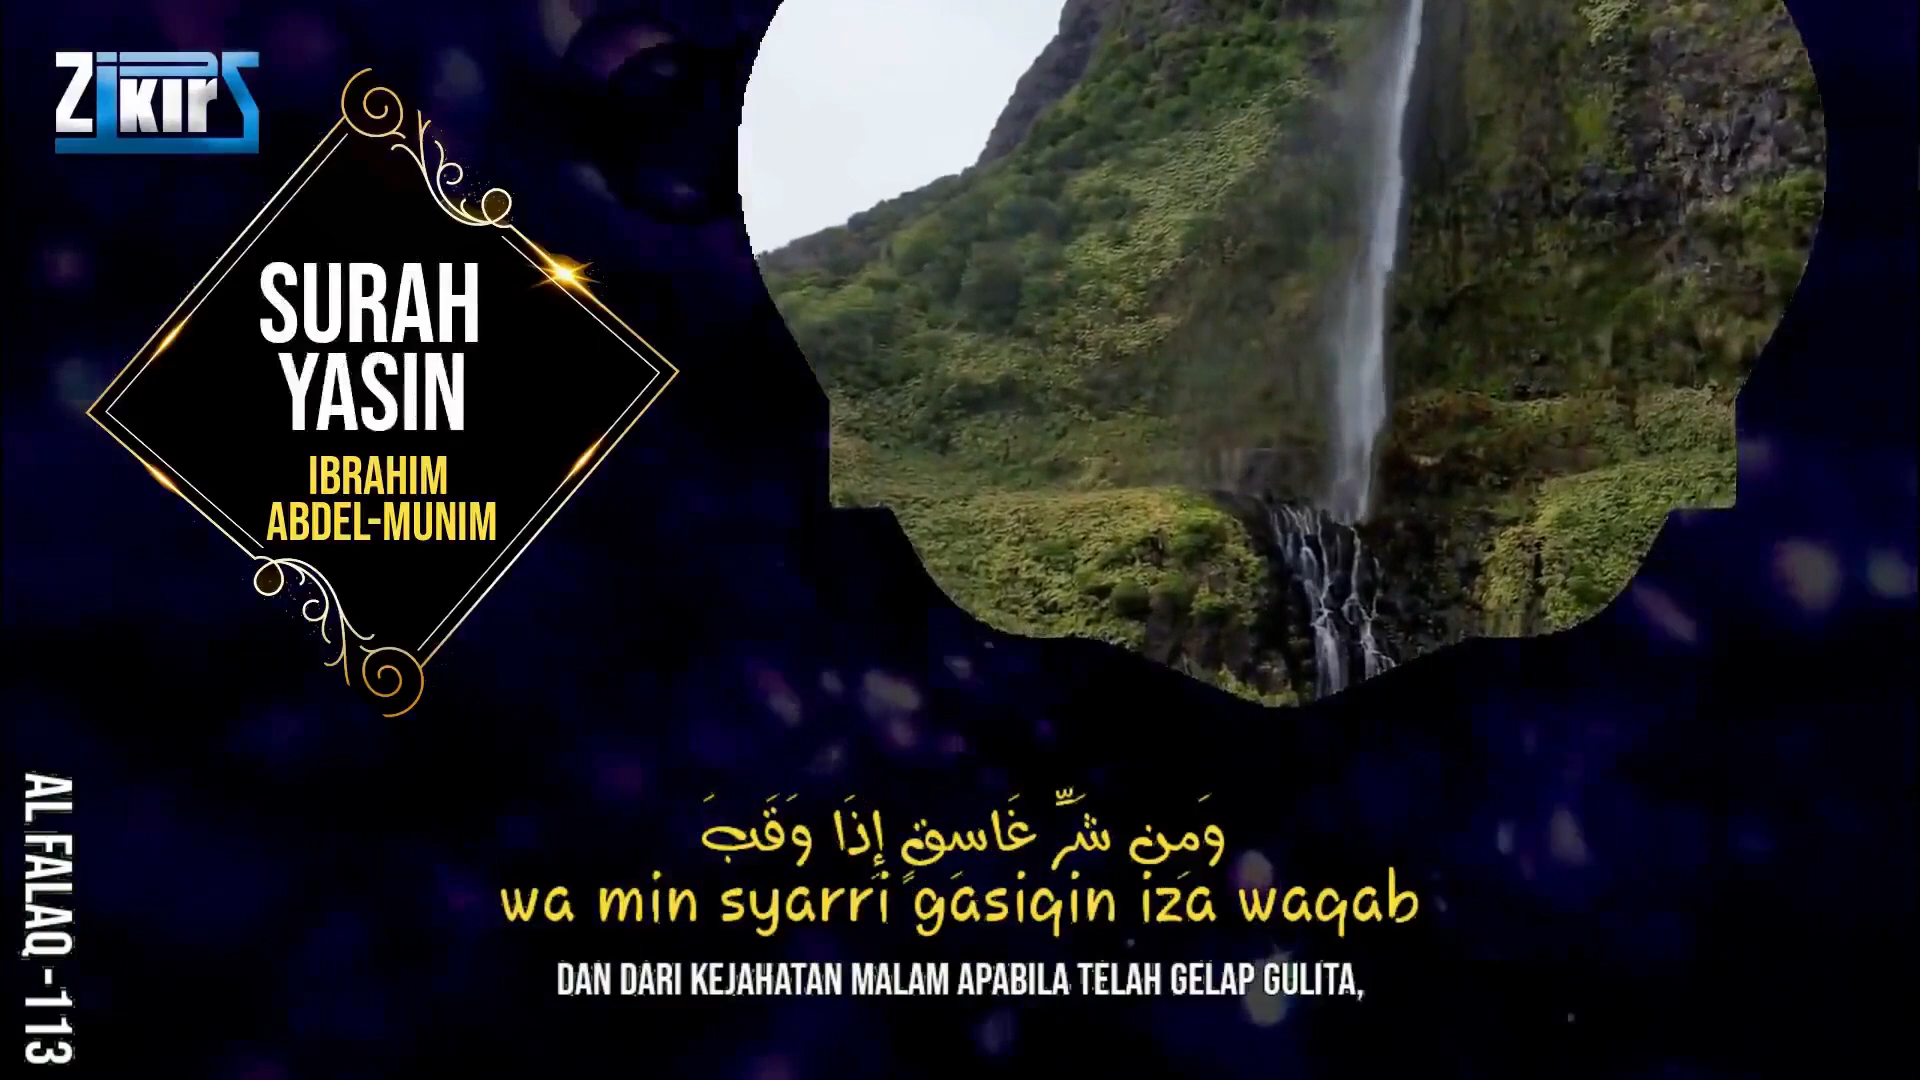 ZikirS
SURAH
YASIN
IBRAHIM
ABDEL-MUNIM
AL FALAQ -113
وَمِن شَرِّ غَاسِقٍ إِذَا وَقَبَ
wa min syarri gasiqin iza waqab
DAN DARI KEJAHATAN MALAM APABILA TELAH GELAP GULITA,